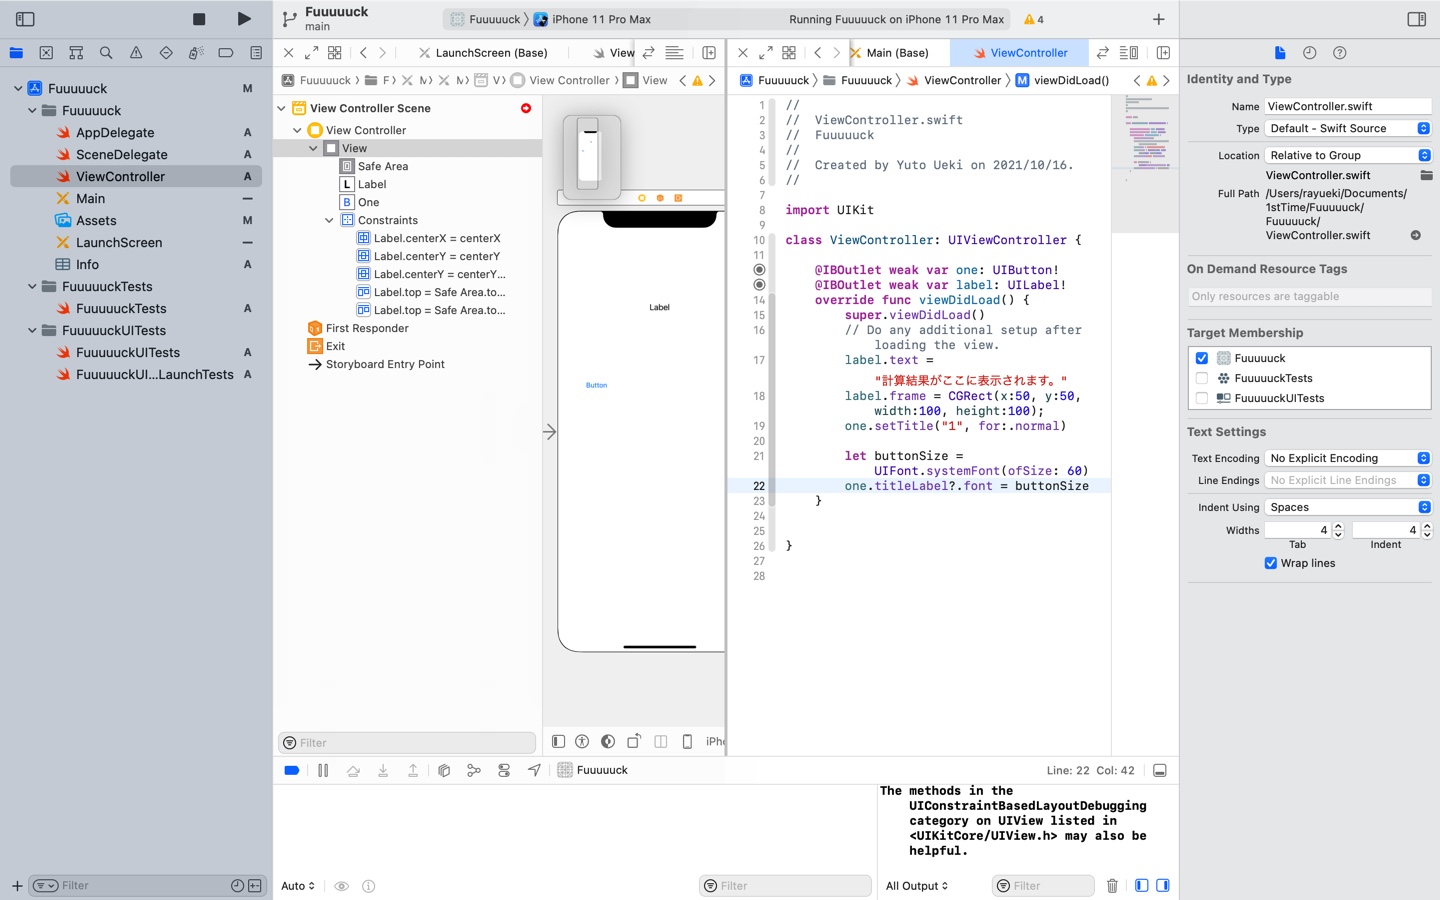 Fuuuuuck
main
Fuuuuuck
iPhone 11 Pro Max
Running Fuuuuuck on iPhone 11 Pro Max
4
LaunchScreen (Base)
View
Main (Base)
ViewController
Fuuuuuck
F
M
M
V
View Controller
View
Fuuuuuck
Fuuuuuck
ViewController
M
viewDidLoad()
Fuuuuuck
M
Fuuuuuck
AppDelegate
A
SceneDelegate
A
ViewController
A
Main
Assets
M
LaunchScreen
Info
A
FuuuuuckTests
FuuuuuckTests
A
FuuuuuckUITests
FuuuuuckUITests
A
FuuuuuckUI...LaunchTests
A
Filter
View Controller Scene
View Controller
View
Safe Area
L Label
B One
Constraints
Label.centerX = centerX
Label.centerY = centerY
Label.centerY = centerY...
Label.top = Safe Area.to...
Label.top = Safe Area.to...
First Responder
Exit
Storyboard Entry Point
Filter
Label
Button
iPho
1 //
2 //  ViewController.swift
3 //  Fuuuuuck
4 //
5 //  Created by Yuto Ueki on 2021/10/16.
6 //
7
8 import UIKit
9
10 class ViewController: UIViewController {
11
@IBOutlet weak var one: UIButton!
@IBOutlet weak var label: UILabel!
14 override func viewDidLoad() {
15 super.viewDidLoad()
16 // Do any additional setup after
loading the view.
17 label.text =
"計算結果がここに表示されます。"
18 label.frame = CGRect(x:50, y:50,
width:100, height:100);
19 one.setTitle("1", for:.normal)
20
21 let buttonSize =
UIFont.systemFont(ofSize: 60)
22 one.titleLabel?.font = buttonSize
23 }
24
25
26 }
27
28
Fuuuuuck
Line: 22 Col: 42
The methods in the
UIConstraintBasedLayoutDebugging
category on UIView listed in
<UIKitCore/UIView.h> may also be
helpful.
Auto
Filter
All Output
Filter
Identity and Type
Name ViewController.swift
Type Default - Swift Source
Location Relative to Group
ViewController.swift
Full Path /Users/rayueki/Documents/
1stTime/Fuuuuuck/
Fuuuuuck/
ViewController.swift
On Demand Resource Tags
Only resources are taggable
Target Membership
Fuuuuuck
FuuuuuckTests
FuuuuuckUITests
Text Settings
Text Encoding No Explicit Encoding
Line Endings No Explicit Line Endings
Indent Using Spaces
Widths 4 4
Tab Indent
Wrap lines